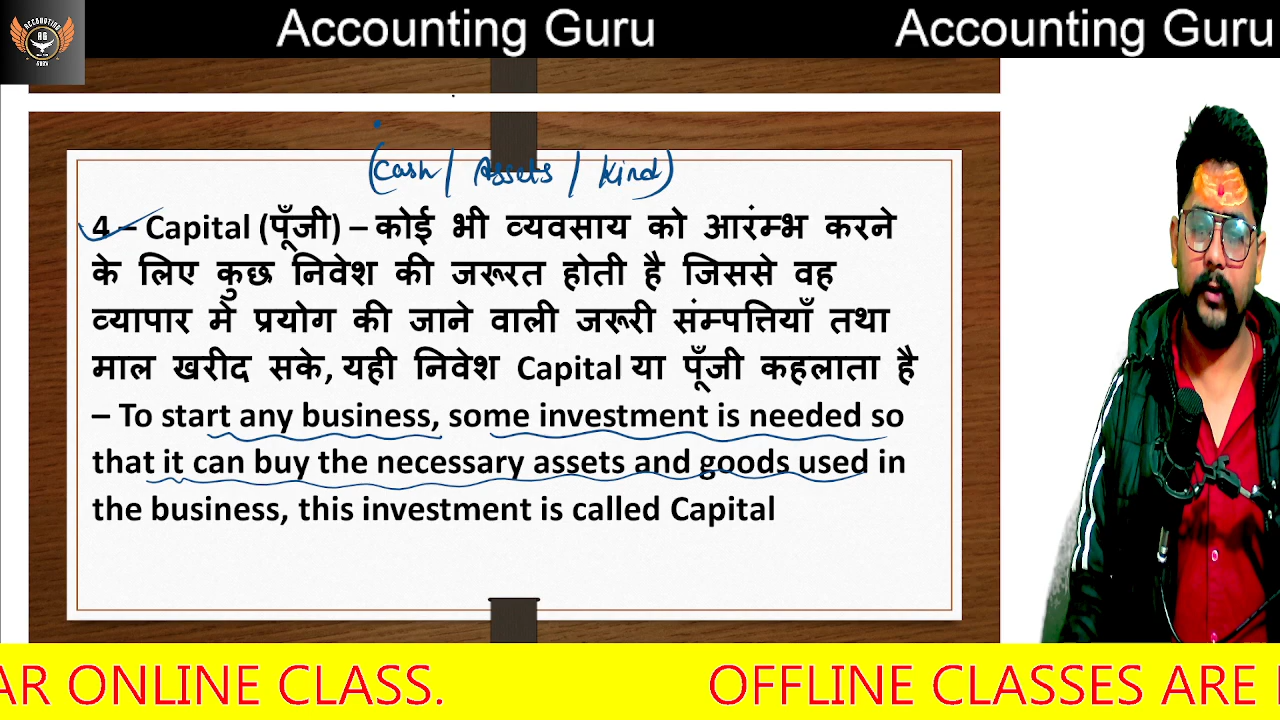 Accounting Guru Accounting Guru
ACCOUNTING
AG
GURU
(Cash / Assets / Kind)
4 – Capital (पूँजी) – कोई भी व्यवसाय को आरंम्भ करने
के लिए कुछ निवेश की जरूरत होती है जिससे वह
व्यापार मे प्रयोग की जाने वाली जरूरी संम्पत्तियाँ तथा
माल खरीद सके, यही निवेश Capital या पूँजी कहलाता है
– To start any business, some investment is needed so
that it can buy the necessary assets and goods used in
the business, this investment is called Capital
AR ONLINE CLASS. OFFLINE CLASSES ARE